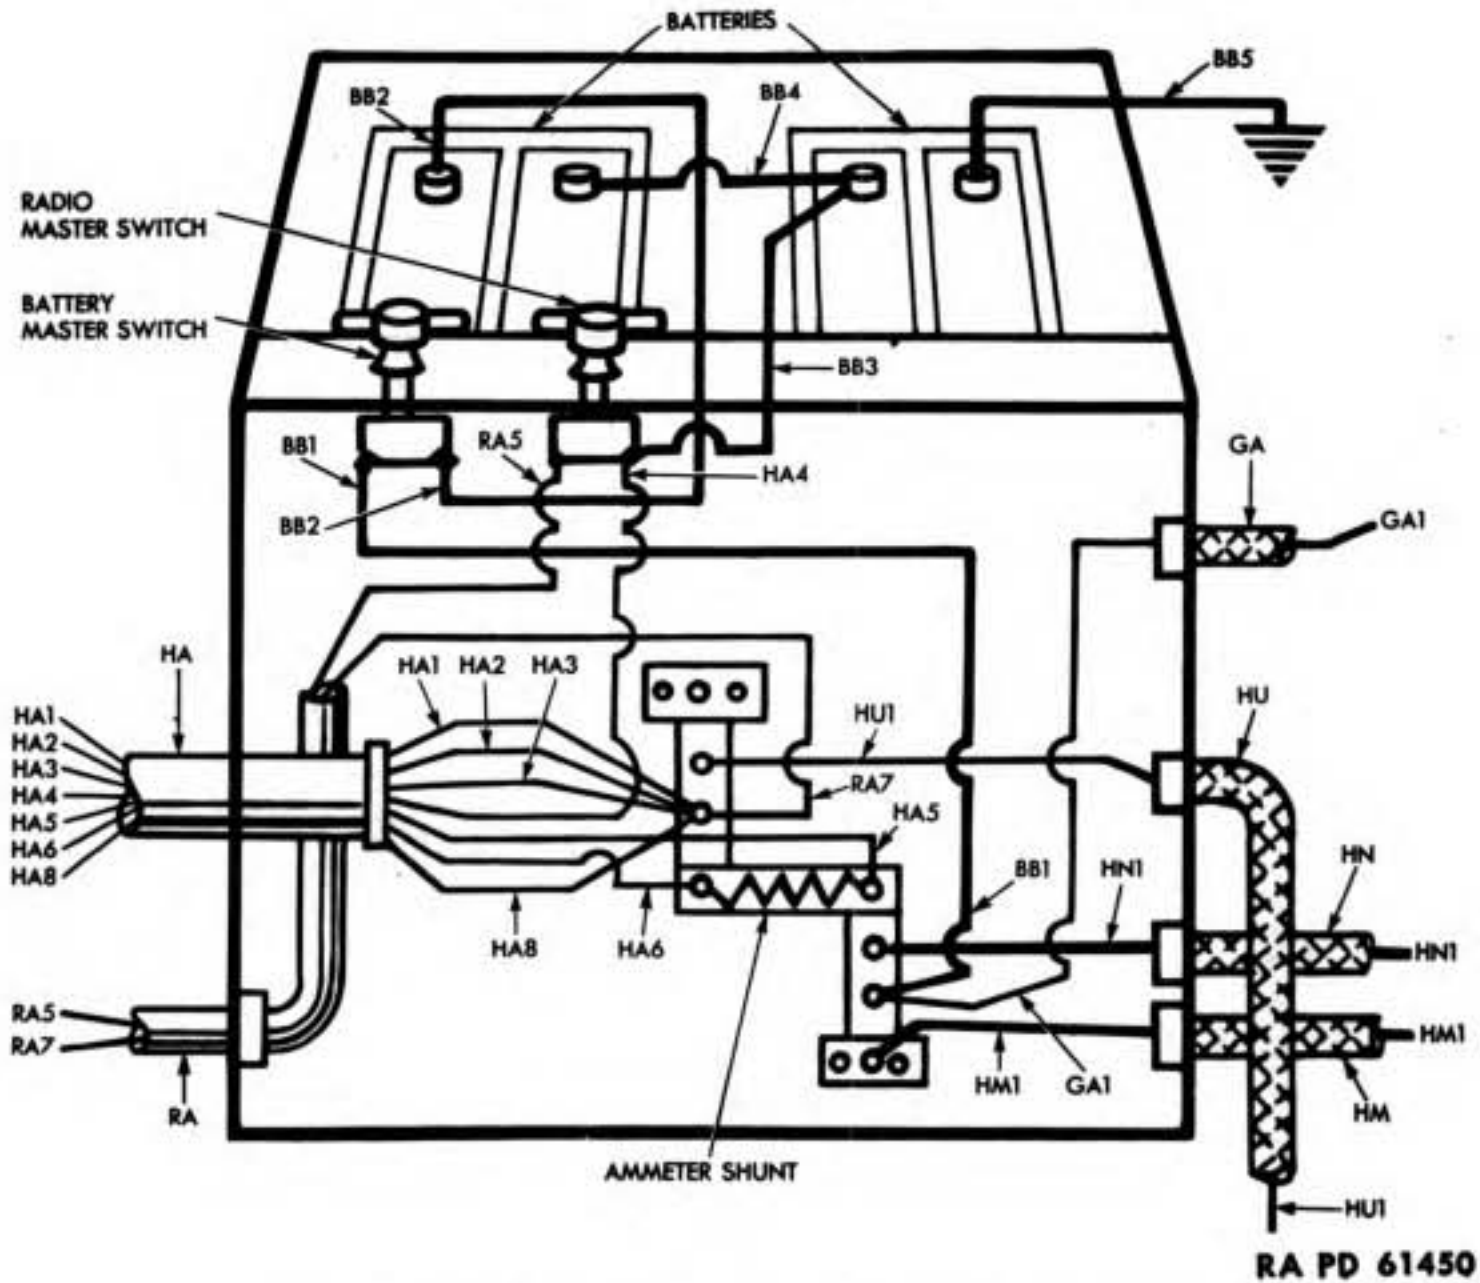 BATTERIES
BB5
BB2
BB4
RADIO
MASTER SWITCH
BATTERY
MASTER SWITCH
BB3
BB1
RA5
HA4
GA
BB2
GA1
HA
HA1
HA2
HA3
HU
HA1
HA2
HA3
HA4
HA5
HA6
HA8
HU1
RA7
HA5
BB1
HN1
HN
HA8
HA6
HN1
RA5
RA7
HM1
RA
HM1
GA1
HM
AMMETER SHUNT
HU1
RA PD 61450